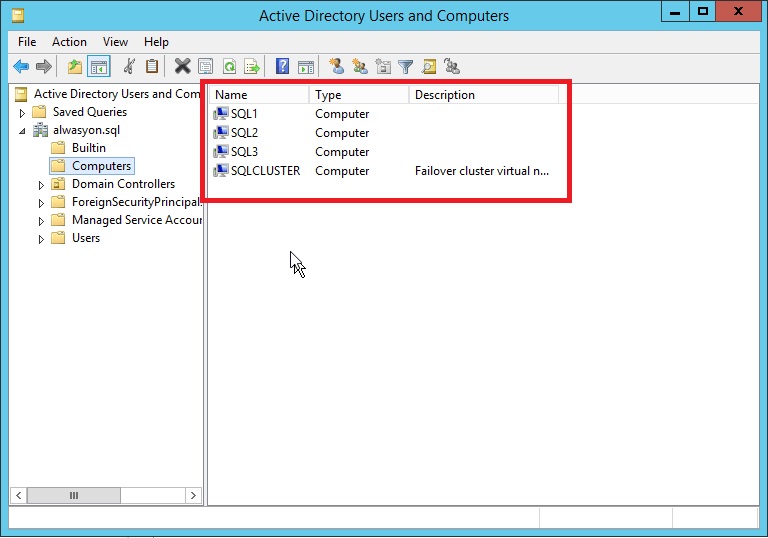 Active Directory Users and Computers
File Action View Help
Active Directory Users and Com
Saved Queries
alwasyon.sql
Builtin
Computers
Domain Controllers
ForeignSecurityPrincipal:
Managed Service Accour
Users
Name Type Description
SQL1 Computer
SQL2 Computer
SQL3 Computer
SQLCLUSTER Computer Failover cluster virtual n...